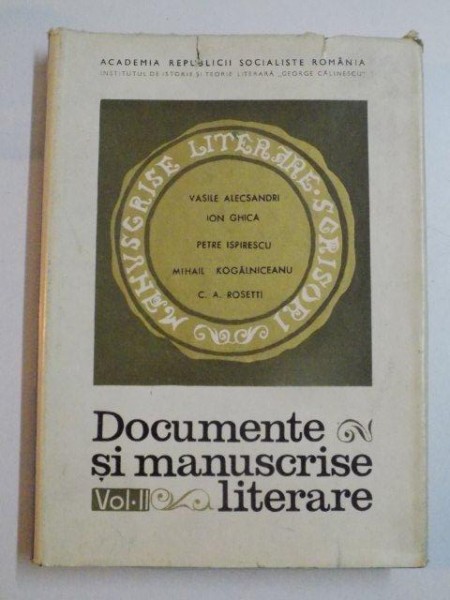 ACADEMIA REPUBLICII SOCIALISTE ROMÂNIA
INSTITUTUL DE ISTORIE ȘI TEORIE LITERARĂ „GEORGE CĂLINESCU”
MANUSCRISE LITERARE · SCRISORI
VASILE ALECSANDRI
ION GHICA
PETRE ISPIRESCU
MIHAIL KOGĂLNICEANU
C. A. ROSETTI
Documente
și manuscrise
Vol·II literare